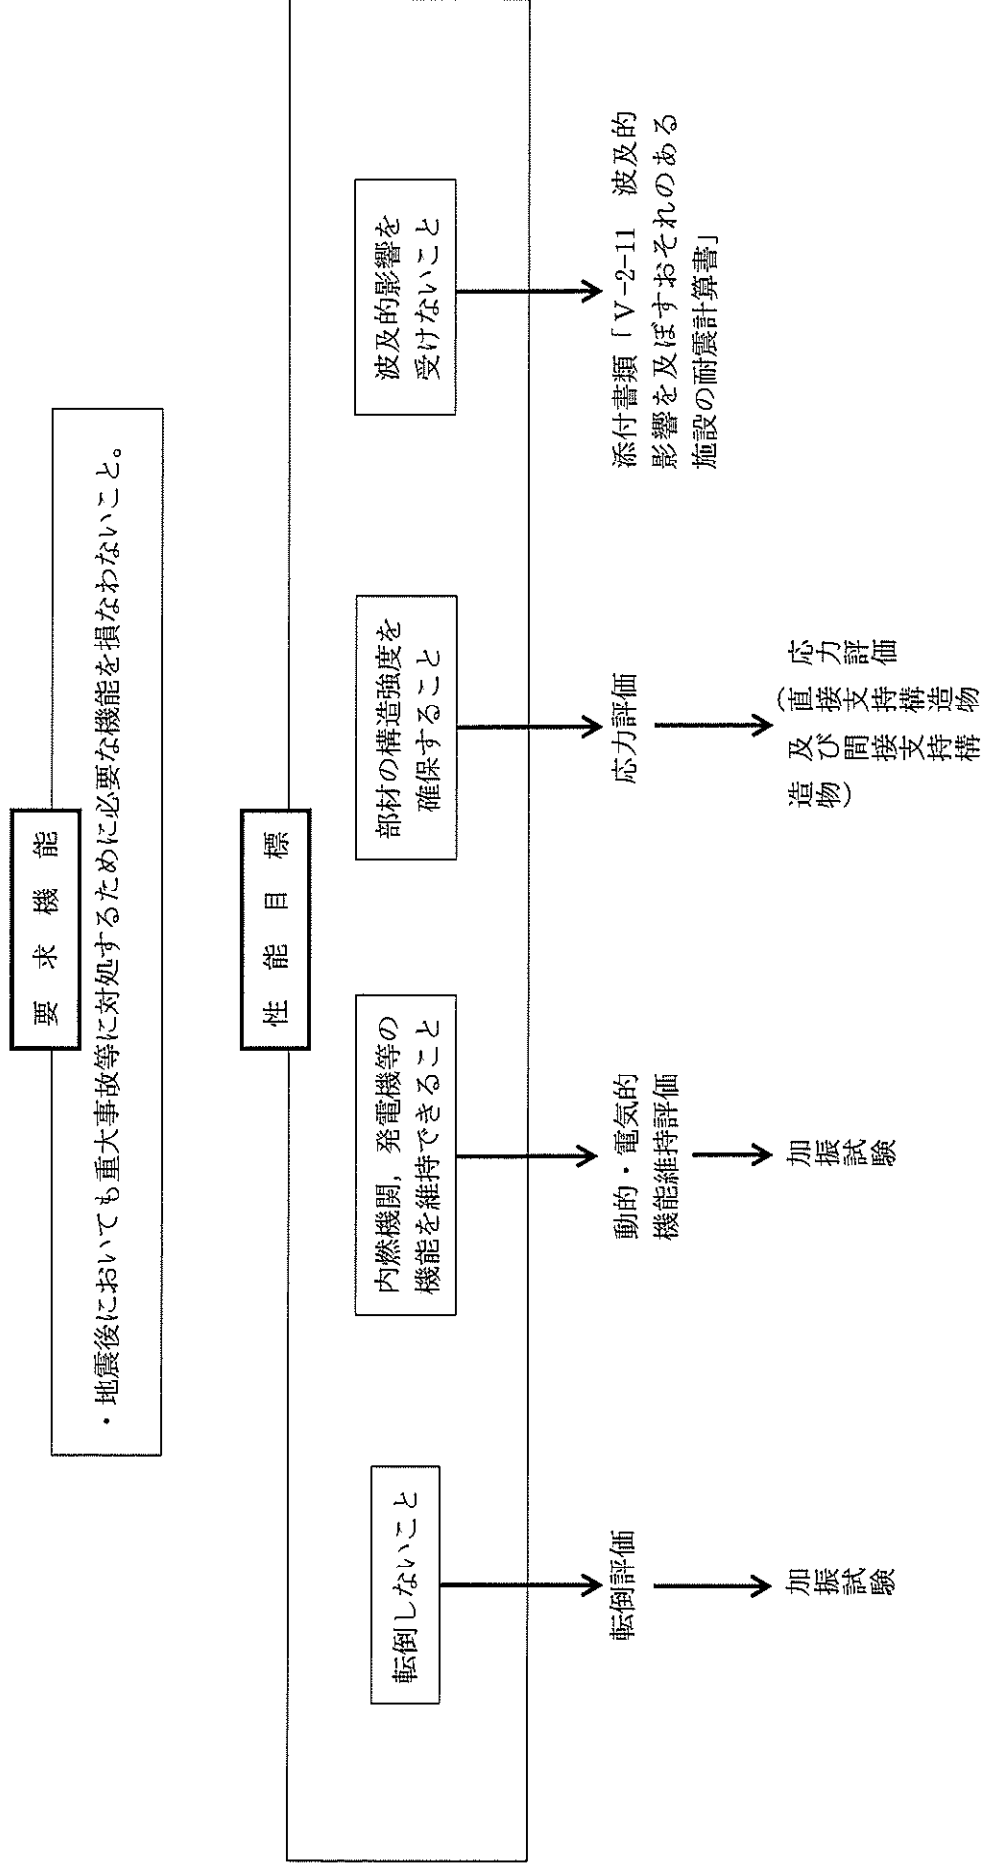 要求機能
・地震後においても重大事故等に対処するために必要な機能を損なわないこと。
性能目標
転倒しないこと
内燃機関，発電機等の
機能を維持できること
部材の構造強度を
確保すること
波及的影響を
受けないこと
転倒評価
動的・電気的
機能維持評価
応力評価
添付書類「Ⅴ-2-11　波及的
影響を及ぼすおそれのある
施設の耐震計算書」
加振試験
加振試験
応力評価
（直接支持構造物
及び間接支持構
造物）